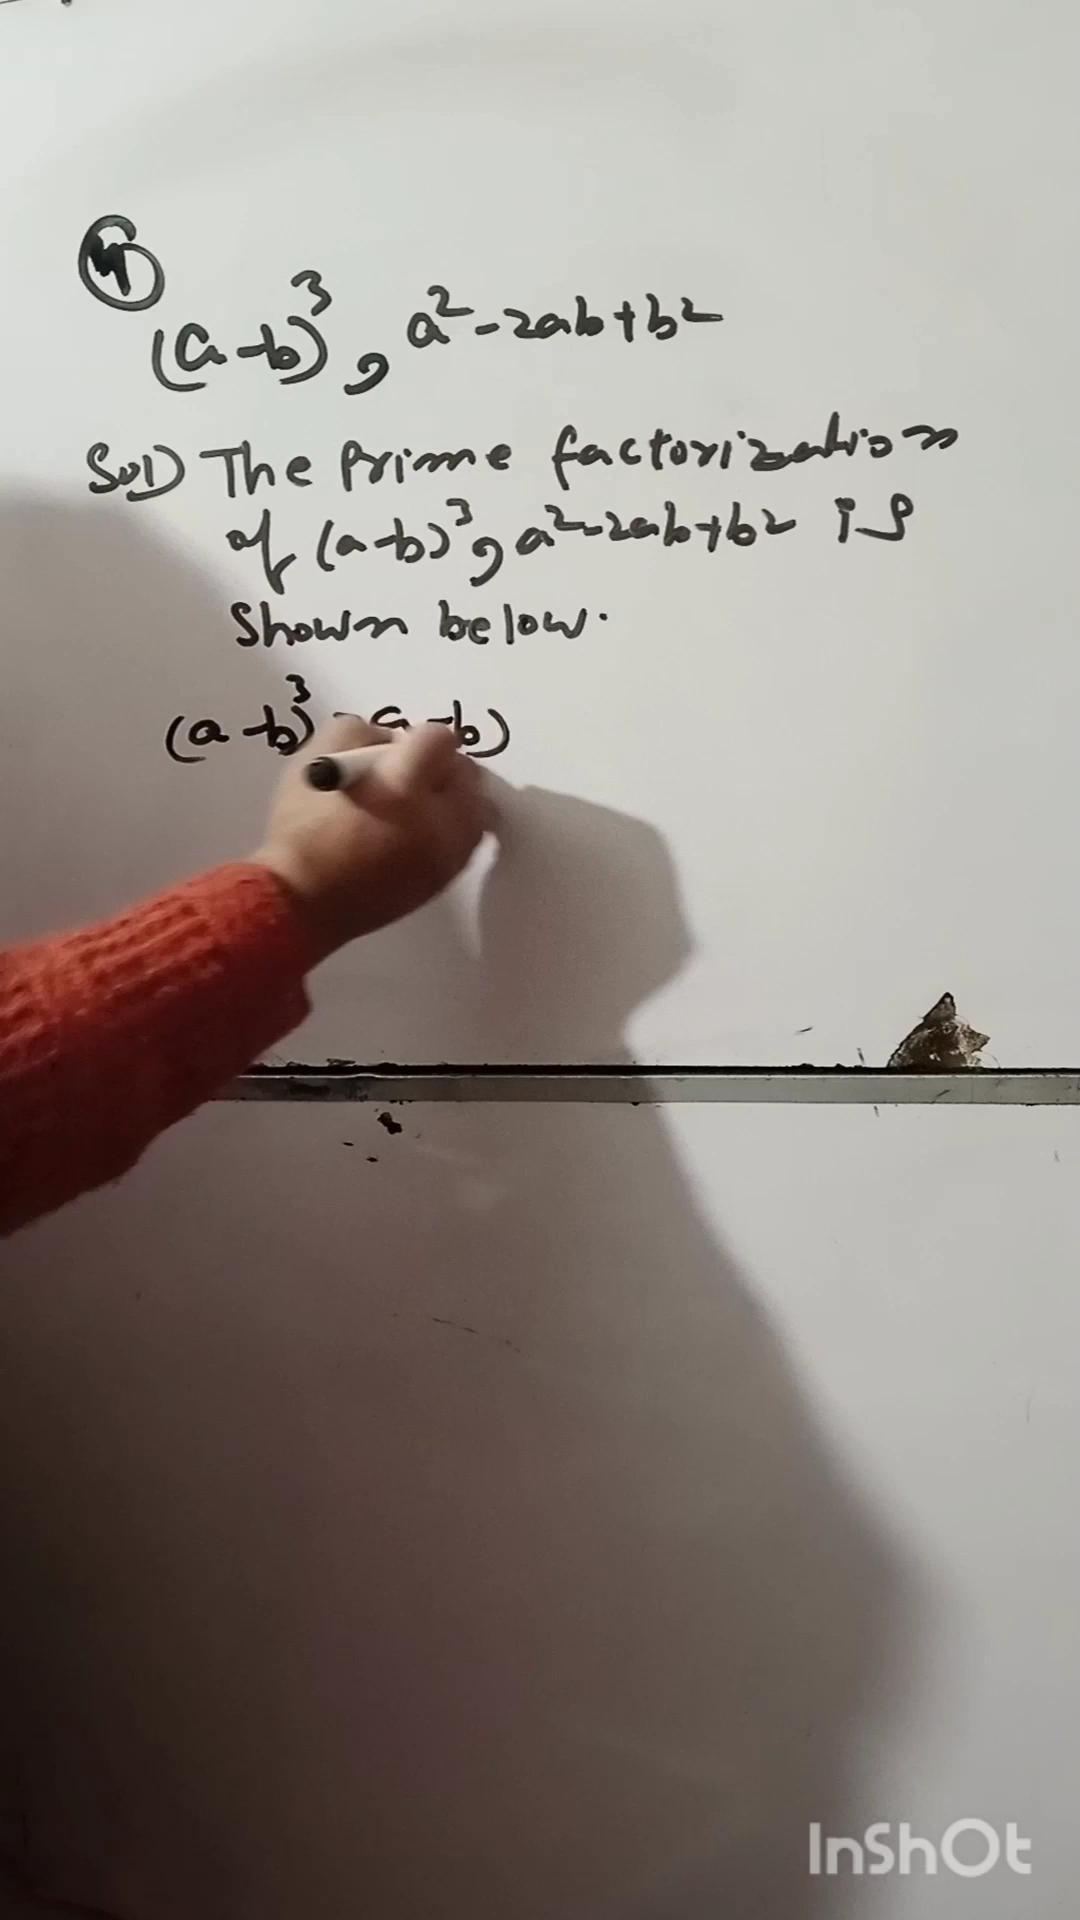 4
(a-b)³, a²-2ab+b²
Sol) The Prime factorization
of (a-b)³, a²-2ab+b² is
Shown below.
(a-b)³ = (a-b)
InShOt